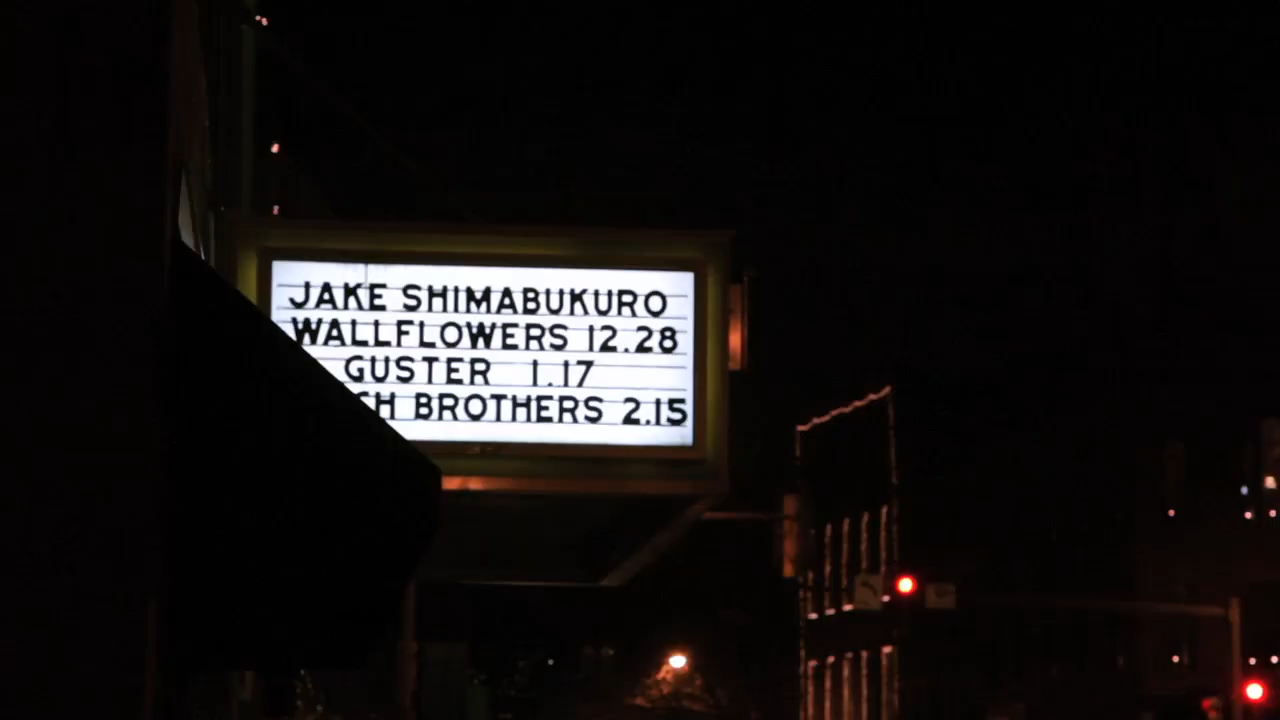 JAKE SHIMABUKURO
WALLFLOWERS 12.28
GUSTER 1.17
BROTHERS 2.15